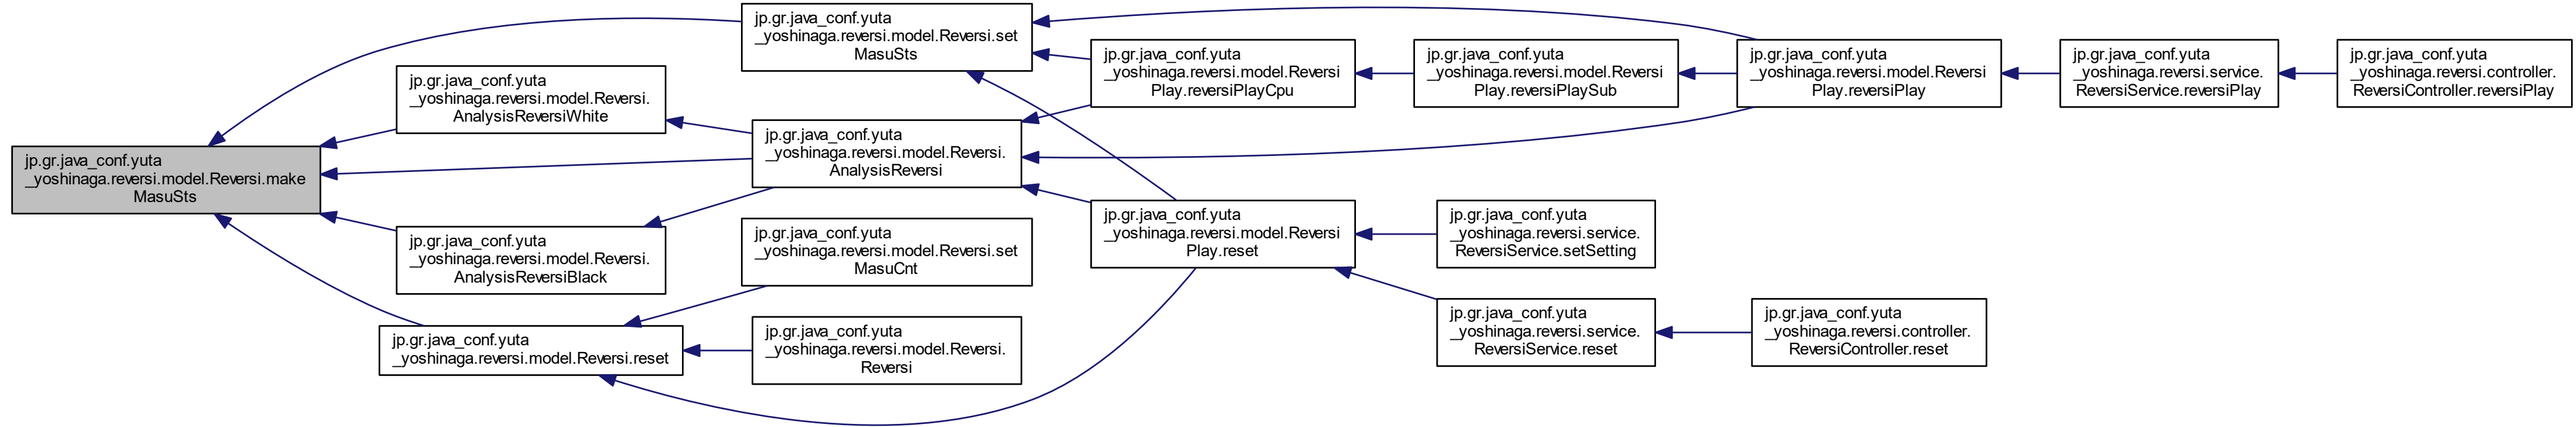 jp.gr.java_conf.yuta
_yoshinaga.reversi.model.Reversi.make
MasuSts
jp.gr.java_conf.yuta
_yoshinaga.reversi.model.Reversi.set
MasuSts
jp.gr.java_conf.yuta
_yoshinaga.reversi.model.Reversi.
AnalysisReversiWhite
jp.gr.java_conf.yuta
_yoshinaga.reversi.model.Reversi.
AnalysisReversi
jp.gr.java_conf.yuta
_yoshinaga.reversi.model.Reversi.
AnalysisReversiBlack
jp.gr.java_conf.yuta
_yoshinaga.reversi.model.Reversi.set
MasuCnt
jp.gr.java_conf.yuta
_yoshinaga.reversi.model.Reversi.reset
jp.gr.java_conf.yuta
_yoshinaga.reversi.model.Reversi.
Reversi
jp.gr.java_conf.yuta
_yoshinaga.reversi.model.Reversi
Play.reversiPlayCpu
jp.gr.java_conf.yuta
_yoshinaga.reversi.model.Reversi
Play.reversiPlaySub
jp.gr.java_conf.yuta
_yoshinaga.reversi.model.Reversi
Play.reversiPlay
jp.gr.java_conf.yuta
_yoshinaga.reversi.service.
ReversiService.reversiPlay
jp.gr.java_conf.yuta
_yoshinaga.reversi.controller.
ReversiController.reversiPlay
jp.gr.java_conf.yuta
_yoshinaga.reversi.model.Reversi
Play.reset
jp.gr.java_conf.yuta
_yoshinaga.reversi.service.
ReversiService.setSetting
jp.gr.java_conf.yuta
_yoshinaga.reversi.service.
ReversiService.reset
jp.gr.java_conf.yuta
_yoshinaga.reversi.controller.
ReversiController.reset